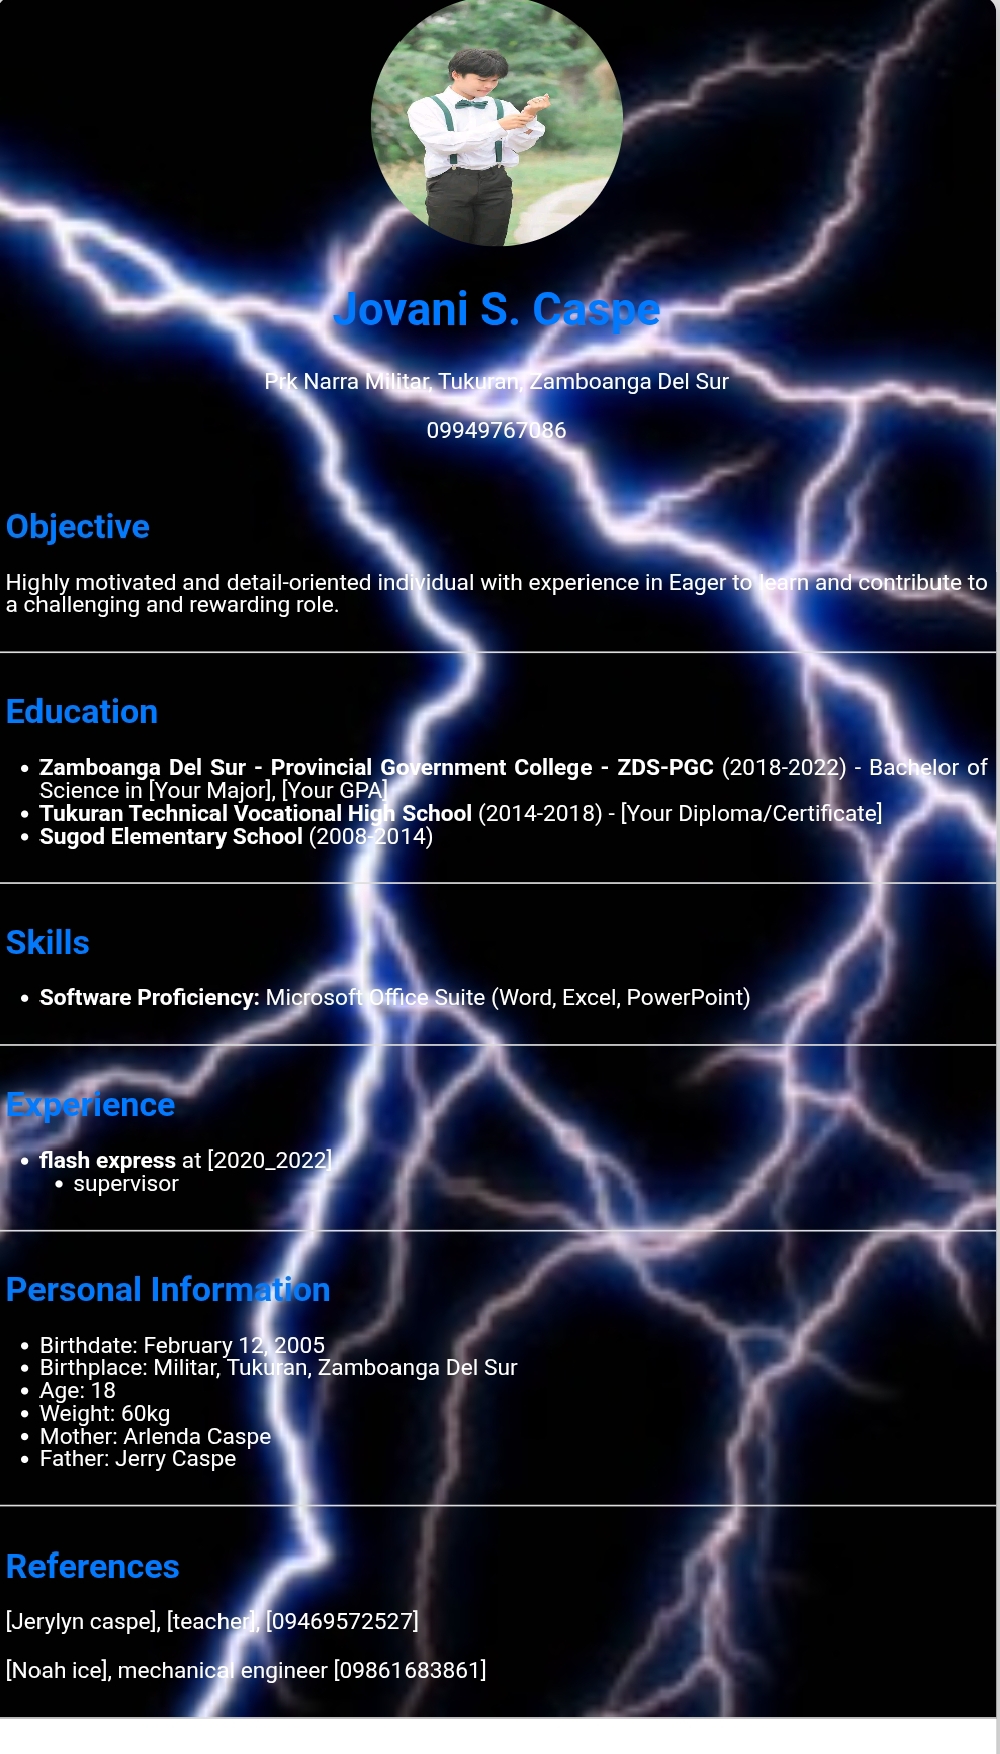 Jovani S. Caspe
Prk Narra Militar, Tukuran, Zamboanga Del Sur
09949767086
Objective
Highly motivated and detail-oriented individual with experience in Eager to learn and contribute to
a challenging and rewarding role.
Education
• Zamboanga Del Sur - Provincial Government College - ZDS-PGC (2018-2022) - Bachelor of
Science in [Your Major], [Your GPA]
• Tukuran Technical Vocational High School (2014-2018) - [Your Diploma/Certificate]
• Sugod Elementary School (2008-2014)
Skills
• Software Proficiency: Microsoft Office Suite (Word, Excel, PowerPoint)
Experience
• flash express at [2020_2022]
• supervisor
Personal Information
• Birthdate: February 12, 2005
• Birthplace: Militar, Tukuran, Zamboanga Del Sur
• Age: 18
• Weight: 60kg
• Mother: Arlenda Caspe
• Father: Jerry Caspe
References
[Jerylyn caspe], [teacher], [09469572527]
[Noah ice], mechanical engineer [09861683861]